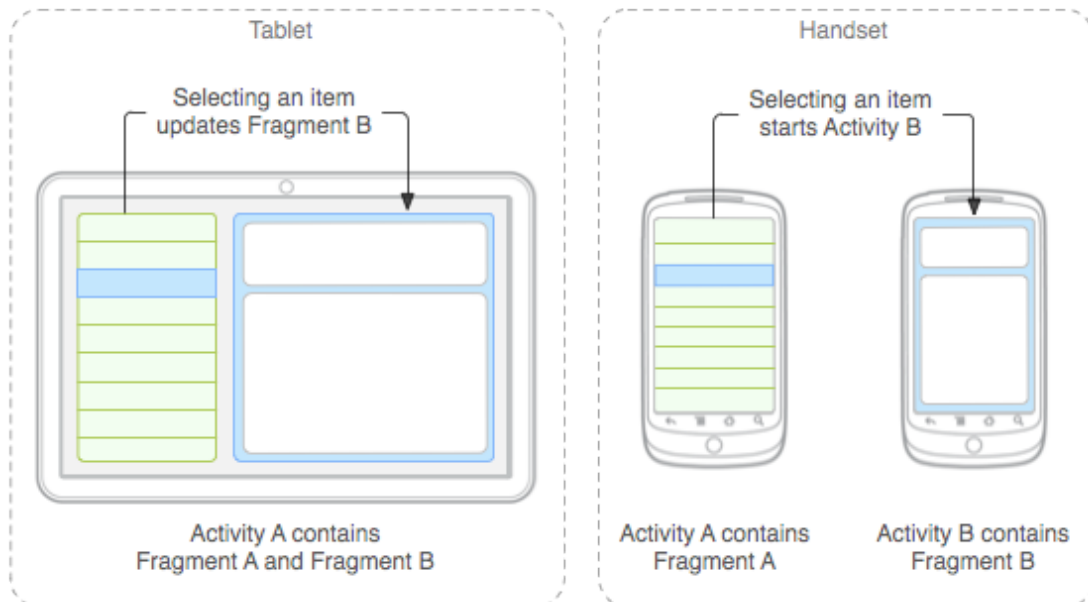 Tablet
Selecting an item
updates Fragment B
Activity A contains
Fragment A and Fragment B
Handset
Selecting an item
starts Activity B
Activity A contains
Fragment A
Activity B contains
Fragment B